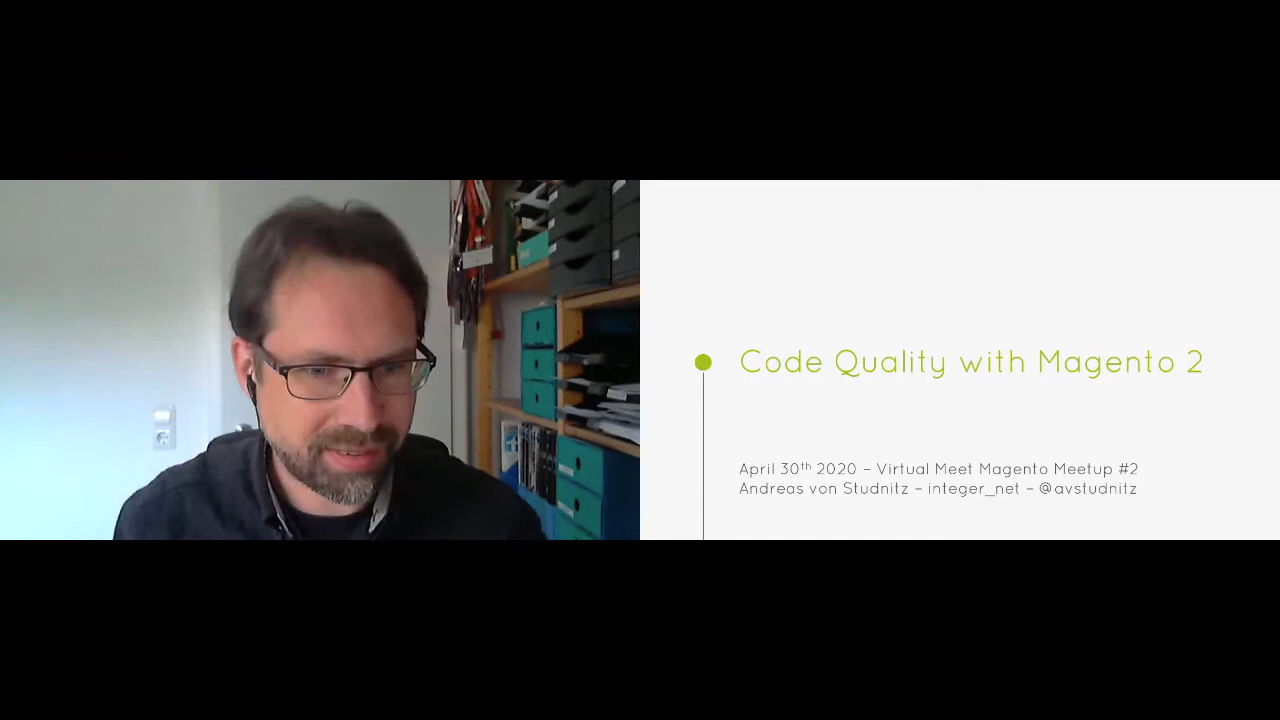 Code Quality with Magento 2
April 30th 2020 – Virtual Meet Magento Meetup #2
Andreas von Studnitz – integer_net – @avstudnitz